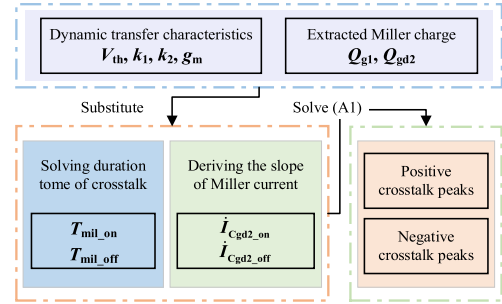 Dynamic transfer characteristics
Vth, k1, k2, gm
Extracted Miller charge
Qg1, Qgd2
Substitute
Solve (A1)
Solving duration
tome of crosstalk
Tmil_on
Tmil_off
Deriving the slope
of Miller current
İCgd2_on
İCgd2_off
Positive
crosstalk peaks
Negative
crosstalk peaks